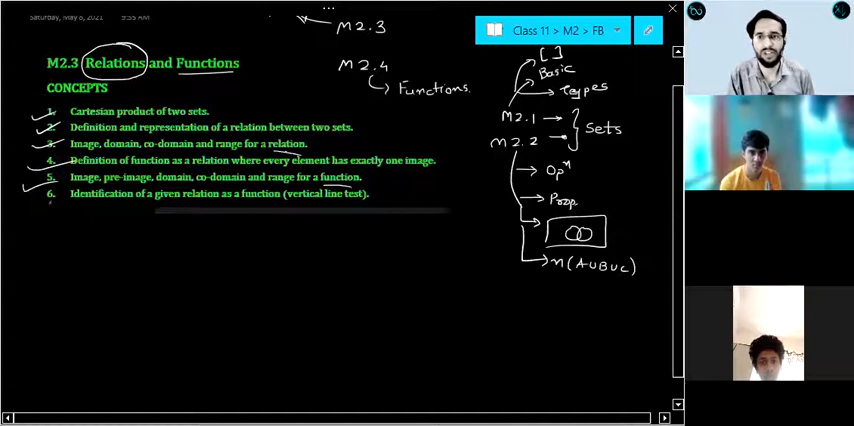 Saturday, May 8, 2021 9:55 AM
M2.3
Class 11 > M2 > FB
M2.3 Relations and Functions
M2.4
Functions.
CONCEPTS
1. Cartesian product of two sets.
2. Definition and representation of a relation between two sets.
3. Image, domain, co-domain and range for a relation.
4. Definition of function as a relation where every element has exactly one image.
5. Image, pre-image, domain, co-domain and range for a function.
6. Identification of a given relation as a function (vertical line test).
[ ]
Basic
Types
M2.1
M2.2
Sets
Opⁿ
Prop
n(AUBUC)